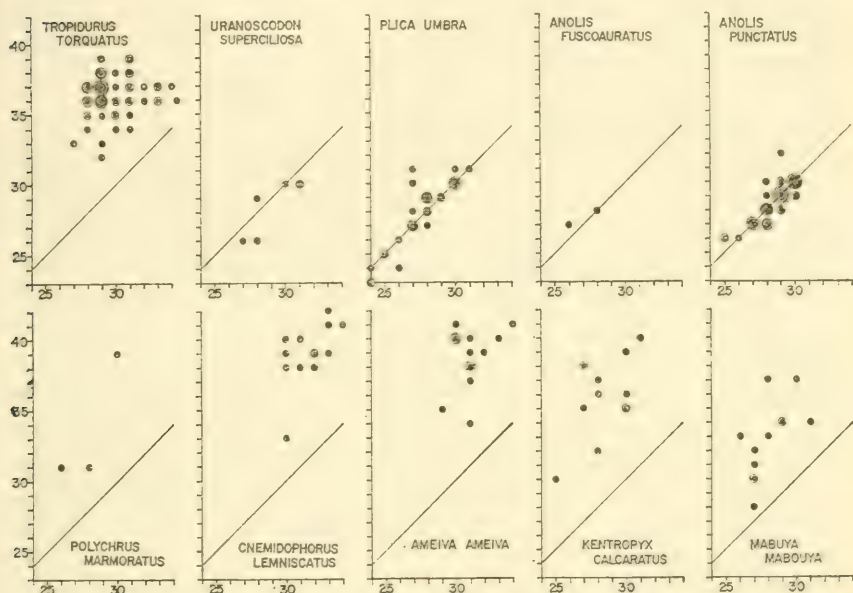 TROPIDURUS
TORQUATUS
URANOSCODON
SUPERCILIOSA
PLICA UMBRA
ANOLIS
FUSCOAURATUS
ANOLIS
PUNCTATUS
40
35
30
25
25 30 25 30 25 30 25 30 25 30
40
35
30
25
POLYCHRUS
MARMORATUS
CNEMIDOPHORUS
LEMNISCATUS
AMEIVA AMEIVA
KENTROPYX
CALCARATUS
MABUYA
MABOUYA
25 30 25 30 25 30 25 30 25 30